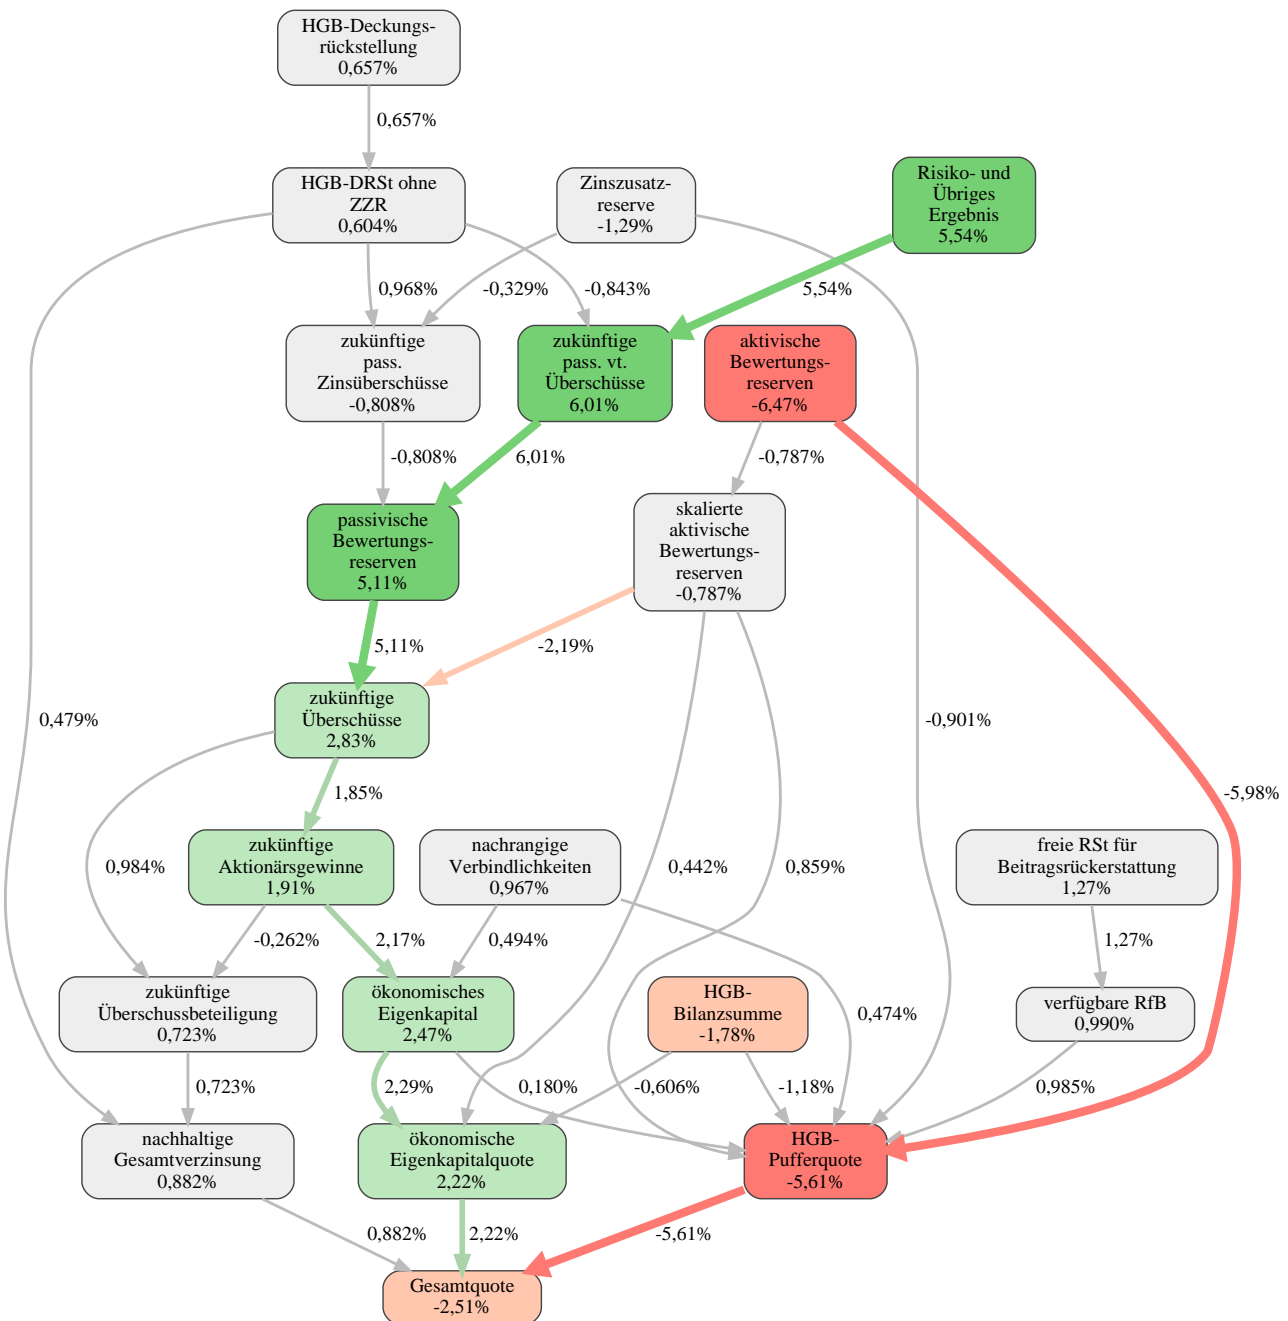 HGB-Deckungs-
rückstellung
0,657%
0,657%
HGB-DRSt ohne
ZZR
0,604%
Zinszusatz-
reserve
-1,29%
Risiko- und
Übriges
Ergebnis
5,54%
0,968%
-0,329%
-0,843%
5,54%
zukünftige
pass.
Zinsüberschüsse
-0,808%
zukünftige
pass. vt.
Überschüsse
6,01%
aktivische
Bewertungs-
reserven
-6,47%
-0,808%
6,01%
-0,787%
passivische
Bewertungs-
reserven
5,11%
skalierte
aktivische
Bewertungs-
reserven
-0,787%
5,11%
-2,19%
zukünftige
Überschüsse
2,83%
0,479%
-0,901%
1,85%
-5,98%
zukünftige
Aktionärsgewinne
1,91%
nachrangige
Verbindlichkeiten
0,967%
freie RSt für
Beitragsrückerstattung
1,27%
0,984%
0,442%
0,859%
-0,262%
2,17%
0,494%
1,27%
zukünftige
Überschussbeteiligung
0,723%
ökonomisches
Eigenkapital
2,47%
HGB-
Bilanzsumme
-1,78%
0,474%
verfügbare RfB
0,990%
0,723%
2,29%
0,180%
-0,606%
-1,18%
0,985%
nachhaltige
Gesamtverzinsung
0,882%
ökonomische
Eigenkapitalquote
2,22%
HGB-
Pufferquote
-5,61%
0,882%
2,22%
-5,61%
Gesamtquote
-2,51%